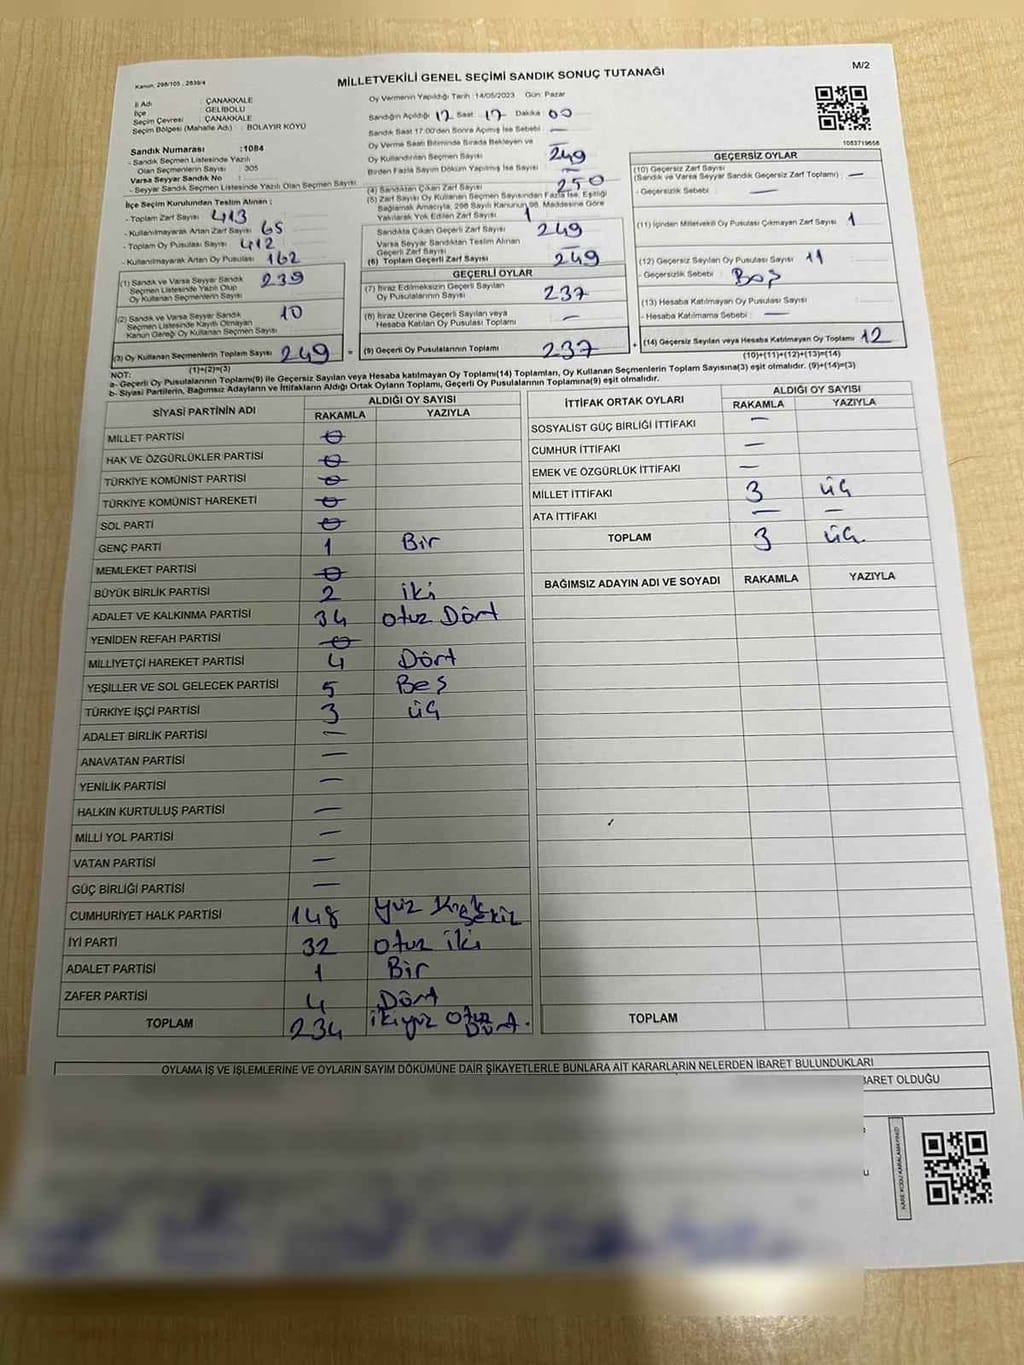 Kanun: 298/105 , 2839/4
MİLLETVEKİLİ GENEL SEÇİMİ SANDIK SONUÇ TUTANAĞI
M/2
İl Adı : ÇANAKKALE
İlçe : GELİBOLU
Seçim Çevresi : ÇANAKKALE
Seçim Bölgesi (Mahalle Adı) : BOLAYIR KÖYÜ
Sandık Numarası :1084
- Sandık Seçmen Listesinde Yazılı
Olan Seçmenlerin Sayısı : 305
Varsa Seyyar Sandık No :
- Seyyar Sandık Seçmen Listesinde Yazılı Olan Seçmen Sayısı
İlçe Seçim Kurulundan Teslim Alınan ;
- Toplam Zarf Sayısı 413
- Kullanılmayarak Artan Zarf Sayısı 65
- Toplam Oy Pusulası Sayısı 412
- Kullanılmayarak Artan Oy Pusulası 162
(1) Sandık ve Varsa Seyyar Sandık
Seçmen Listesinde Yazılı Olup
Oy Kullanan Seçmenlerin Sayısı 239
(2) Sandık ve Varsa Seyyar Sandık
Seçmen Listesinde Kayıtlı Olmayan
Kanun Gereği Oy Kullanan Seçmen Sayısı 10
(3) Oy Kullanan Seçmenlerin Toplam Sayısı 249
(1)+(2)=(3)
Oy Vermenin Yapıldığı Tarih :14/05/2023 Gün: Pazar
Sandığın Açıldığı 17 Saat 17 Dakika 00
Sandık Saat 17:00'den Sonra Açılmış İse Sebebi —
Oy Verme Saati Bitiminde Sırada Bekleyen ve
Oy Kullandırılan Seçmen Sayısı —
249
Birden Fazla Sayım Döküm Yapılmış İse Sayısı —
(4) Sandıktan Çıkan Zarf Sayısı 250
(5) Zarf Sayısı Oy Kullanan Seçmen Sayısından Fazla İse, Eşitliği
Sağlamak Amacıyla, 298 Sayılı Kanunun 98. Maddesine Göre
Yakılarak Yok Edilen Zarf Sayısı 1
Sandıkta Çıkan Geçerli Zarf Sayısı 249
Varsa Seyyar Sandıktan Teslim Alınan
Geçerli Zarf Sayısı —
(6) Toplam Geçerli Zarf Sayısı 249
GEÇERLİ OYLAR
(7) İtiraz Edilmeksizin Geçerli Sayılan
Oy Pusulalarının Sayısı 237
(8) İtiraz Üzerine Geçerli Sayılan veya
Hesaba Katılan Oy Pusulası Toplamı —
= (9) Geçerli Oy Pusulalarının Toplamı 237
1053719658
GEÇERSİZ OYLAR
(10) Geçersiz Zarf Sayısı
(Sandık ve Varsa Seyyar Sandık Geçersiz Zarf Toplamı) : —
- Geçersizlik Sebebi : —
(11) İçinden Milletvekili Oy Pusulası Çıkmayan Zarf Sayısı : 1
(12) Geçersiz Sayılan Oy Pusulası Sayısı : 11
- Geçersizlik Sebebi : Boş
(13) Hesaba Katılmayan Oy Pusulası Sayısı :
- Hesaba Katılmama Sebebi : —
+ (14) Geçersiz Sayılan veya Hesaba Katılmayan Oy Toplamı 12
(10)+(11)+(12)+(13)=(14)
NOT:
a- Geçerli Oy Pusulalarının Toplamı(9) ile Geçersiz Sayılan veya Hesaba katılmayan Oy Toplamı(14) Toplamları, Oy Kullanan Seçmenlerin Toplam Sayısına(3) eşit olmalıdır. (9)+(14)=(3)
b- Siyasi Partilerin, Bağımsız Adayların ve İttifakların Aldığı Ortak Oyların Toplamı, Geçerli Oy Pusulalarının Toplamına(9) eşit olmalıdır.
SİYASİ PARTİNİN ADI ALDIĞI OY SAYISI
RAKAMLA YAZIYLA
MİLLET PARTİSİ 0
HAK VE ÖZGÜRLÜKLER PARTİSİ 0
TÜRKİYE KOMÜNİST PARTİSİ 0
TÜRKİYE KOMÜNİST HAREKETİ 0
SOL PARTİ 0
GENÇ PARTİ 1 Bir
MEMLEKET PARTİSİ 0
BÜYÜK BİRLİK PARTİSİ 2 iki
ADALET VE KALKINMA PARTİSİ 34 otuz Dört
YENİDEN REFAH PARTİSİ 0
MİLLİYETÇİ HAREKET PARTİSİ 4 Dört
YEŞİLLER VE SOL GELECEK PARTİSİ 5 Beş
TÜRKİYE İŞÇİ PARTİSİ 3 üç
ADALET BİRLİK PARTİSİ —
ANAVATAN PARTİSİ —
YENİLİK PARTİSİ —
HALKIN KURTULUŞ PARTİSİ —
MİLLİ YOL PARTİSİ —
VATAN PARTİSİ —
GÜÇ BİRLİĞİ PARTİSİ —
CUMHURİYET HALK PARTİSİ 148 yüz Kırk sekiz
İYİ PARTİ 32 otuz iki
ADALET PARTİSİ 1 Bir
ZAFER PARTİSİ 4 Dört
TOPLAM 234 ikiyüz otuz Dört.
İTTİFAK ORTAK OYLARI ALDIĞI OY SAYISI
RAKAMLA YAZIYLA
SOSYALİST GÜÇ BİRLİĞİ İTTİFAKI —
CUMHUR İTTİFAKI —
EMEK VE ÖZGÜRLÜK İTTİFAKI —
MİLLET İTTİFAKI 3 üç
ATA İTTİFAKI — —
TOPLAM 3 üç.
BAĞIMSIZ ADAYIN ADI VE SOYADI RAKAMLA YAZIYLA
TOPLAM
OYLAMA İŞ VE İŞLEMLERİNE VE OYLARIN SAYIM DÖKÜMÜNE DAİR ŞİKAYETLERLE BUNLARA AİT KARARLARIN NELERDEN İBARET BULUNDUKLARI
BARET OLDUĞU
KARE KODU KARALAMAYINIZ!